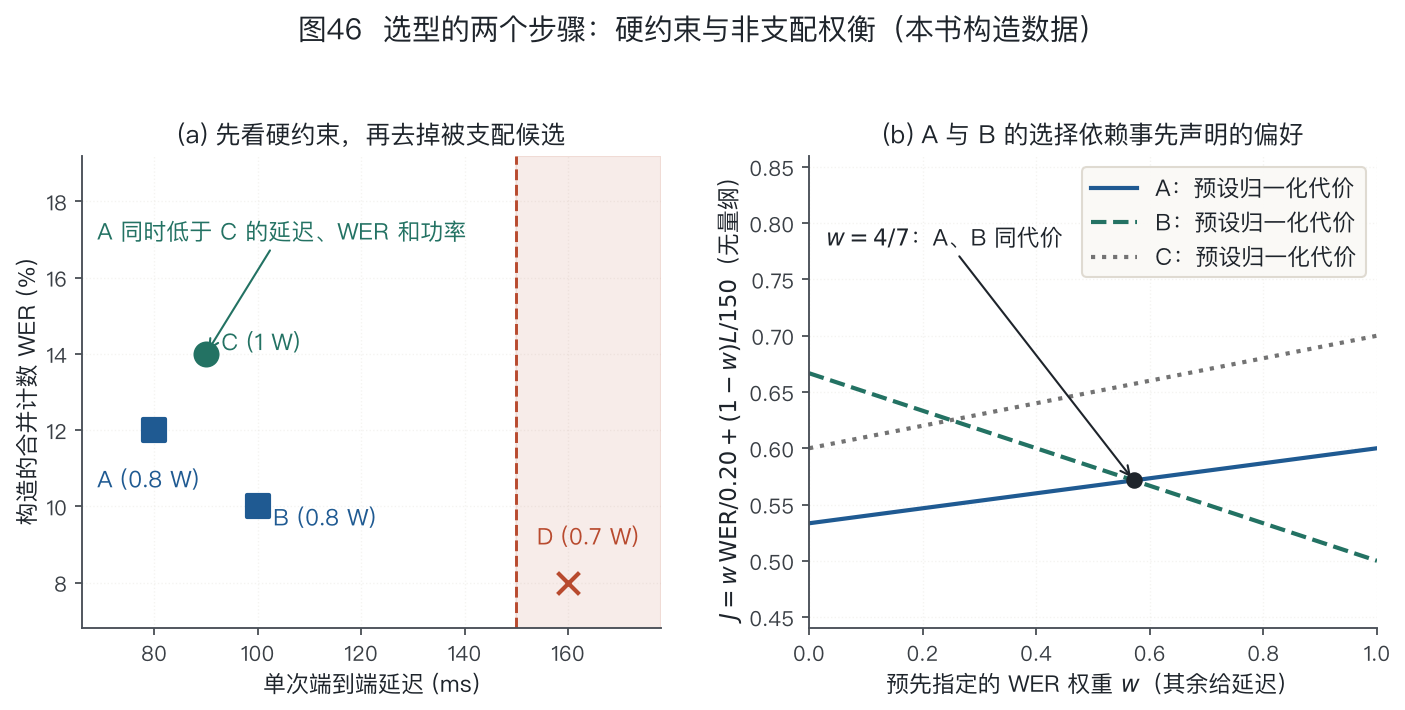 图46 选型的两个步骤：硬约束与非支配权衡（本书构造数据）
(a) 先看硬约束，再去掉被支配候选
构造的合并计数 WER (%)
18
16
14
12
10
8
A 同时低于 C 的延迟、WER 和功率
C (1 W)
A (0.8 W)
B (0.8 W)
D (0.7 W)
80 100 120 140 160
单次端到端延迟 (ms)
(b) A 与 B 的选择依赖事先声明的偏好
J = w WER/0.20 + (1 − w)L/150（无量纲）
0.85
0.80
0.75
0.70
0.65
0.60
0.55
0.50
0.45
A：预设归一化代价
B：预设归一化代价
C：预设归一化代价
w = 4/7：A、B 同代价
0.0 0.2 0.4 0.6 0.8 1.0
预先指定的 WER 权重 w（其余给延迟）